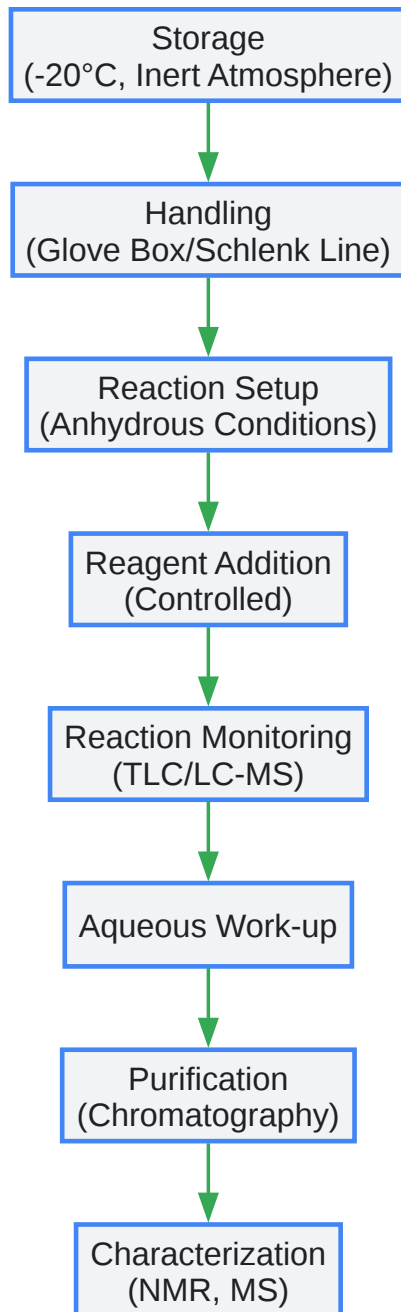 Storage
(-20°C, Inert Atmosphere)
Handling
(Glove Box/Schlenk Line)
Reaction Setup
(Anhydrous Conditions)
Reagent Addition
(Controlled)
Reaction Monitoring
(TLC/LC-MS)
Aqueous Work-up
Purification
(Chromatography)
Characterization
(NMR, MS)